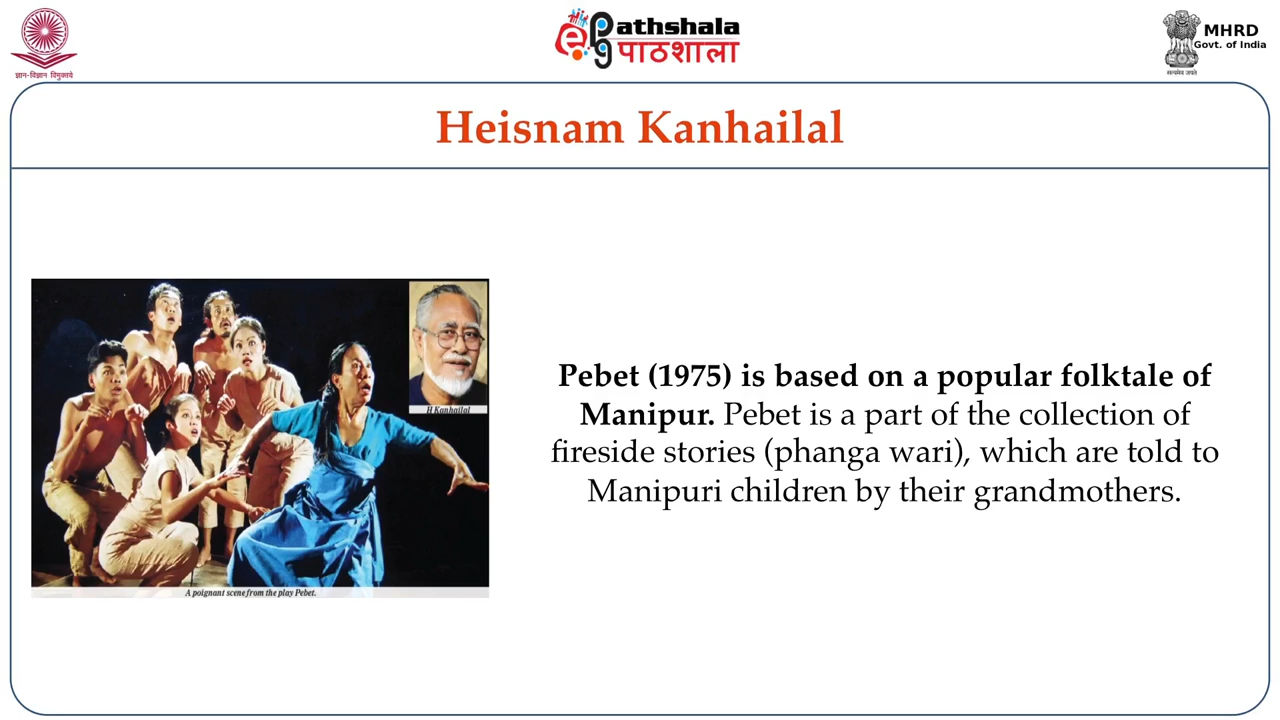 ज्ञान-विज्ञान विमुक्तये
ePg Pathshala
पाठशाला
सत्यमेव जयते
MHRD
Govt. of India
Heisnam Kanhailal
H Kanhailal
A poignant scene from the play Pebet.
Pebet (1975) is based on a popular folktale of
Manipur. Pebet is a part of the collection of
fireside stories (phanga wari), which are told to
Manipuri children by their grandmothers.